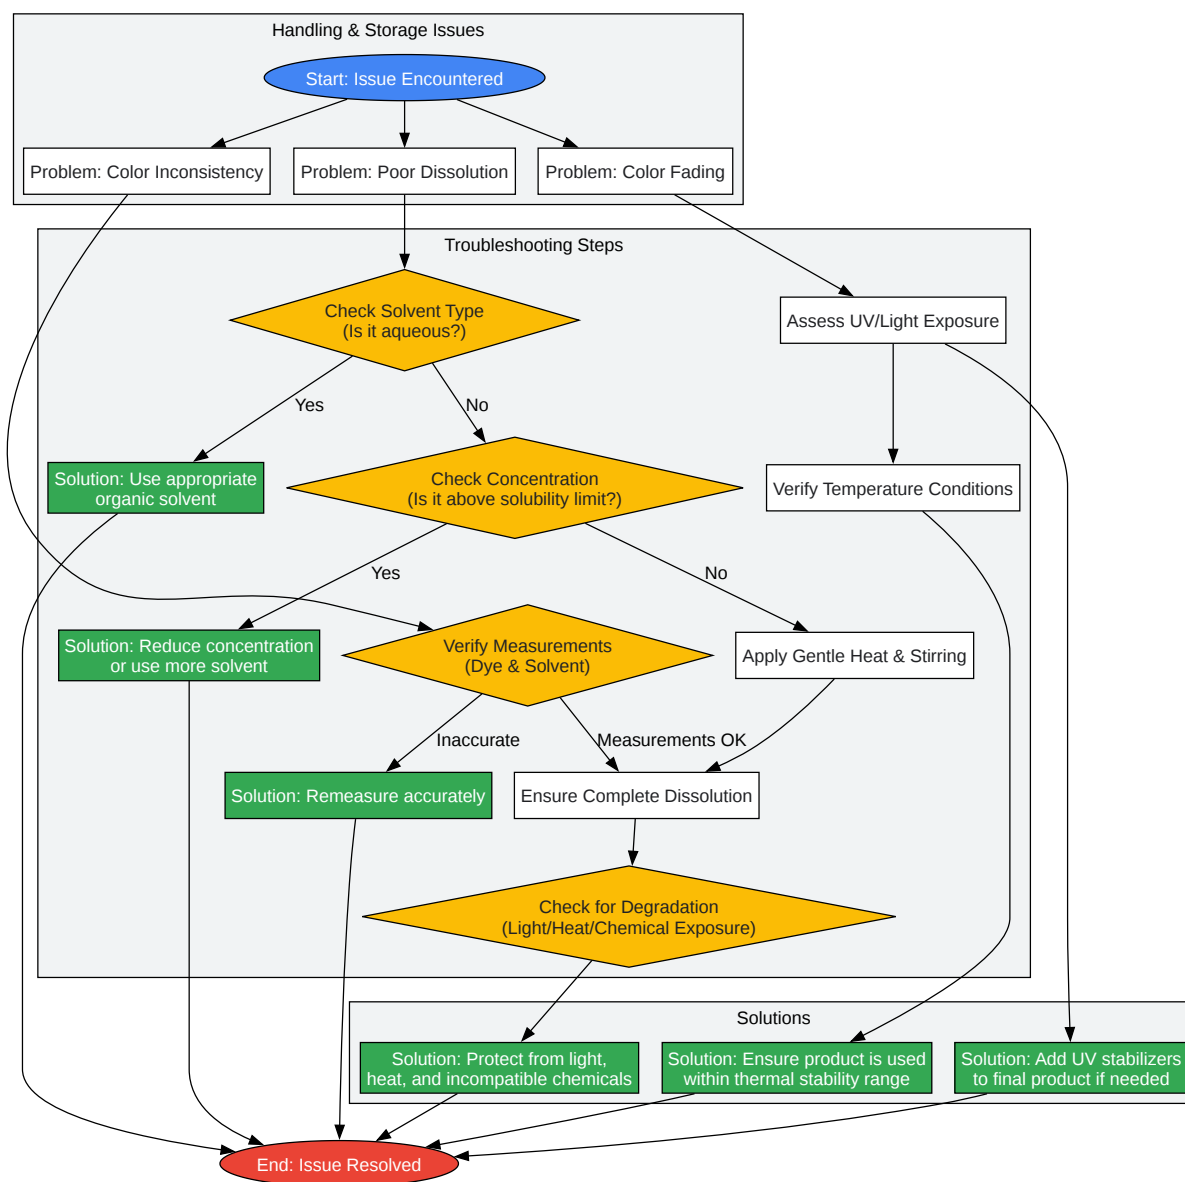 Handling & Storage Issues
Start: Issue Encountered
Problem: Color Inconsistency
Problem: Poor Dissolution
Problem: Color Fading
Troubleshooting Steps
Check Solvent Type
(Is it aqueous?)
Assess UV/Light Exposure
Yes
No
Solution: Use appropriate
organic solvent
Check Concentration
(Is it above solubility limit?)
Verify Temperature Conditions
Yes
No
Solution: Reduce concentration
or use more solvent
Verify Measurements
(Dye & Solvent)
Apply Gentle Heat & Stirring
Inaccurate
Measurements OK
Solution: Remeasure accurately
Ensure Complete Dissolution
Check for Degradation
(Light/Heat/Chemical Exposure)
Solutions
Solution: Protect from light,
heat, and incompatible chemicals
Solution: Ensure product is used
within thermal stability range
Solution: Add UV stabilizers
to final product if needed
End: Issue Resolved